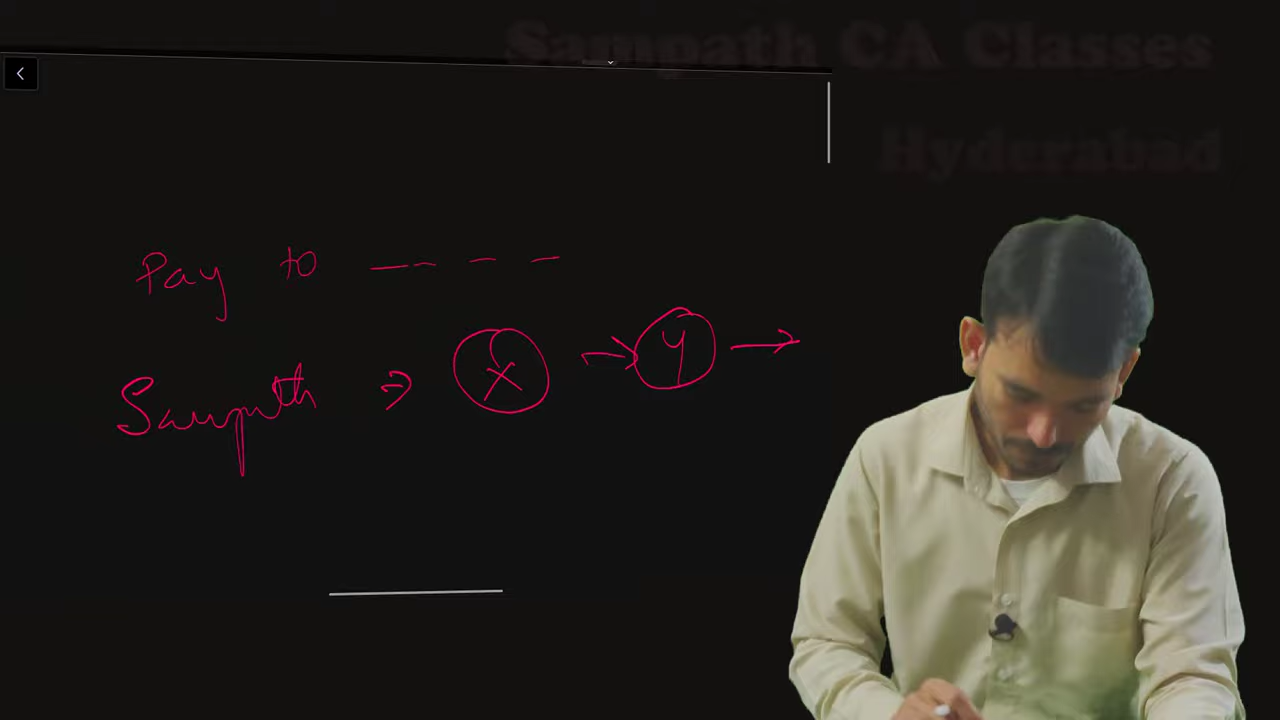 Sampath CA Classes
Hyderabad
Pay to _ _ _ _
Sampath ⇒ X → Y →